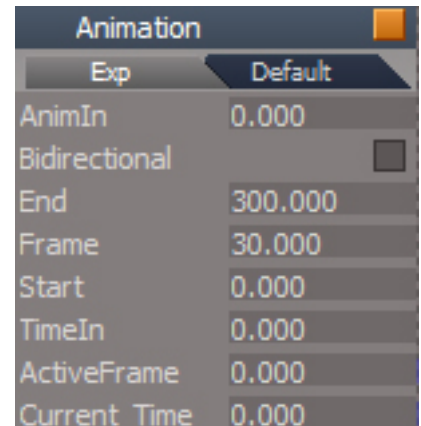 Animation
Exp Default
AnimIn 0.000
Bidirectional
End 300.000
Frame 30.000
Start 0.000
TimeIn 0.000
ActiveFrame 0.000
Current Time 0.000